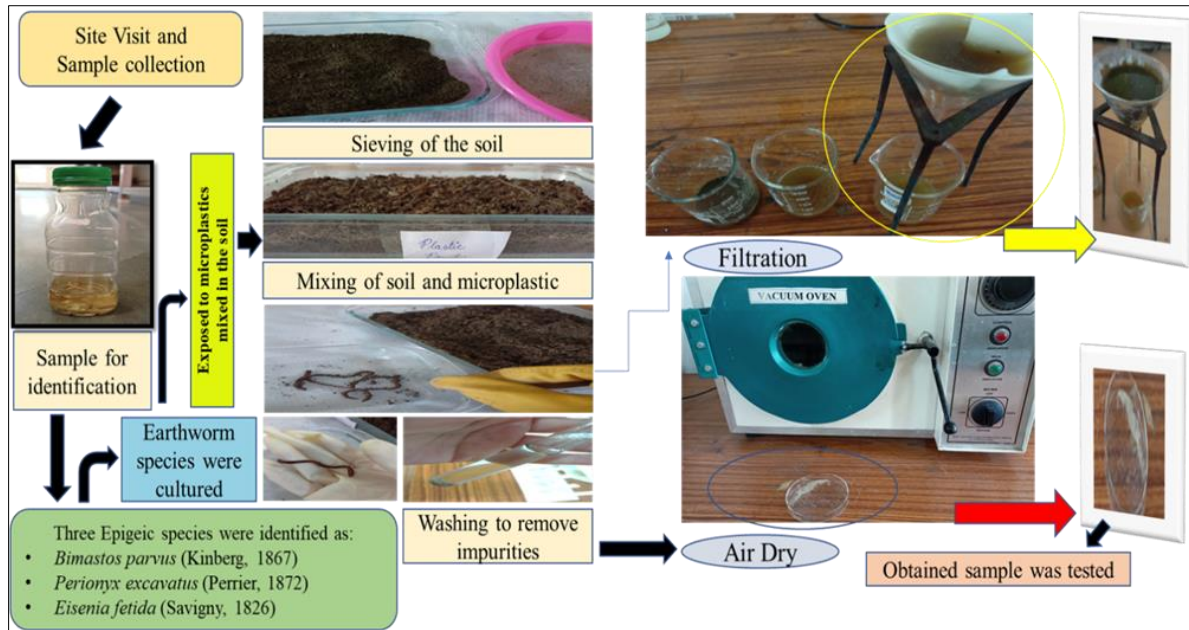 Site Visit and
Sample collection
Sample for
identification
Exposed to microplastics
mixed in the soil
Earthworm
species were
cultured
Three Epigeic species were identified as:
• Bimastos parvus (Kinberg, 1867)
• Perionyx excavatus (Perrier, 1872)
• Eisenia fetida (Savigny, 1826)
Sieving of the soil
Plastic
Mixing of soil and microplastic
Washing to remove
impurities
Filtration
VACUUM OVEN
Air Dry
Obtained sample was tested